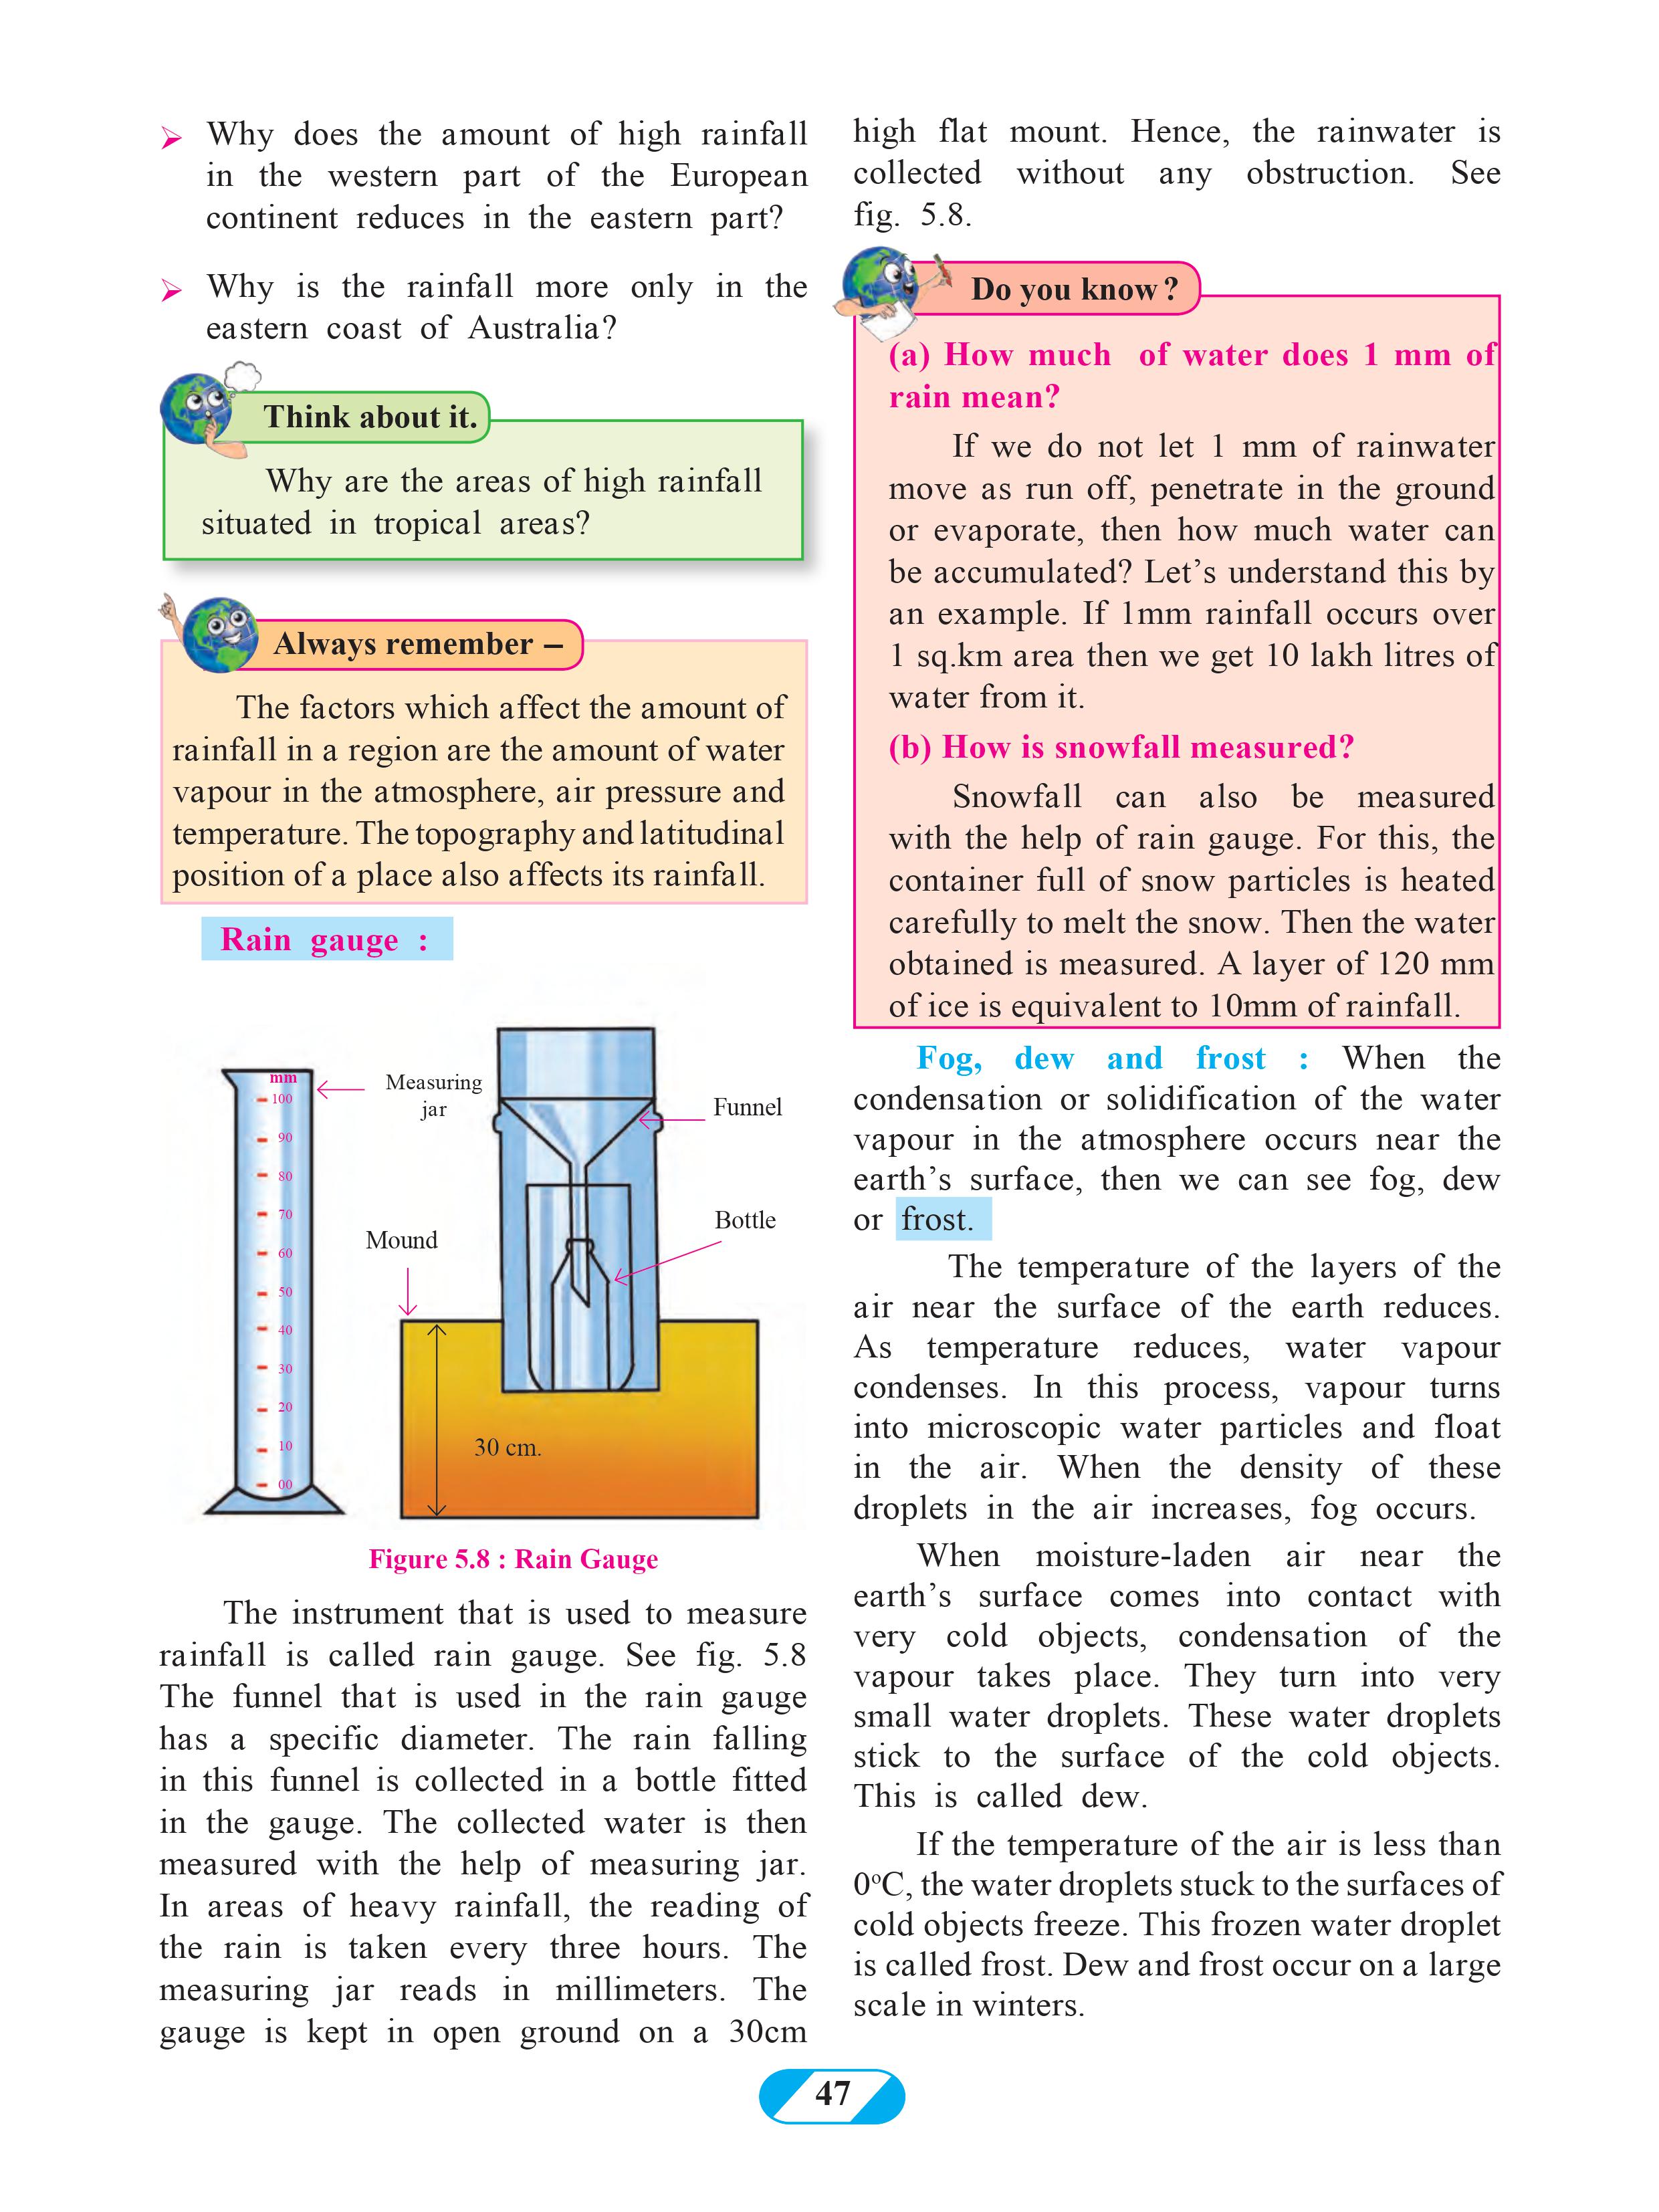 Why does the amount of high rainfall
in the western part of the European
continent reduces in the eastern part?
Why is the rainfall more only in the
eastern coast of Australia?
Think about it.
Why are the areas of high rainfall
situated in tropical areas?
Always remember –
The factors which affect the amount of
rainfall in a region are the amount of water
vapour in the atmosphere, air pressure and
temperature. The topography and latitudinal
position of a place also affects its rainfall.
Rain gauge :
mm
100
90
80
70
60
50
40
30
20
10
00
Measuring
jar
Funnel
Bottle
Mound
30 cm.
Figure 5.8 : Rain Gauge
The instrument that is used to measure
rainfall is called rain gauge. See fig. 5.8
The funnel that is used in the rain gauge
has a specific diameter. The rain falling
in this funnel is collected in a bottle fitted
in the gauge. The collected water is then
measured with the help of measuring jar.
In areas of heavy rainfall, the reading of
the rain is taken every three hours. The
measuring jar reads in millimeters. The
gauge is kept in open ground on a 30cm
high flat mount. Hence, the rainwater is
collected without any obstruction. See
fig. 5.8.
Do you know ?
(a) How much of water does 1 mm of
rain mean?
If we do not let 1 mm of rainwater
move as run off, penetrate in the ground
or evaporate, then how much water can
be accumulated? Let’s understand this by
an example. If 1mm rainfall occurs over
1 sq.km area then we get 10 lakh litres of
water from it.
(b) How is snowfall measured?
Snowfall can also be measured
with the help of rain gauge. For this, the
container full of snow particles is heated
carefully to melt the snow. Then the water
obtained is measured. A layer of 120 mm
of ice is equivalent to 10mm of rainfall.
Fog, dew and frost : When the
condensation or solidification of the water
vapour in the atmosphere occurs near the
earth’s surface, then we can see fog, dew
or frost.
The temperature of the layers of the
air near the surface of the earth reduces.
As temperature reduces, water vapour
condenses. In this process, vapour turns
into microscopic water particles and float
in the air. When the density of these
droplets in the air increases, fog occurs.
When moisture-laden air near the
earth’s surface comes into contact with
very cold objects, condensation of the
vapour takes place. They turn into very
small water droplets. These water droplets
stick to the surface of the cold objects.
This is called dew.
If the temperature of the air is less than
0°C, the water droplets stuck to the surfaces of
cold objects freeze. This frozen water droplet
is called frost. Dew and frost occur on a large
scale in winters.
47